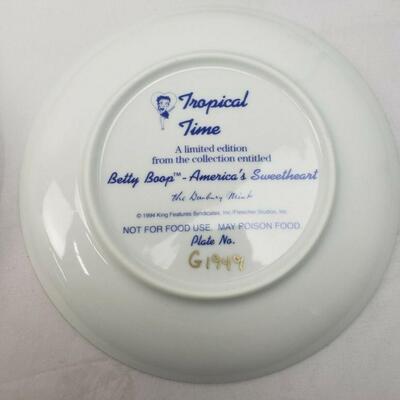 Tropical
Time
A limited edition
from the collection entitled
Betty Boop™ - America's Sweetheart
the Danbury Mint
© 1994 King Features Syndicates, Inc/Fleischer Studios, Inc.
NOT FOR FOOD USE. MAY POISON FOOD.
Plate No.
G1949